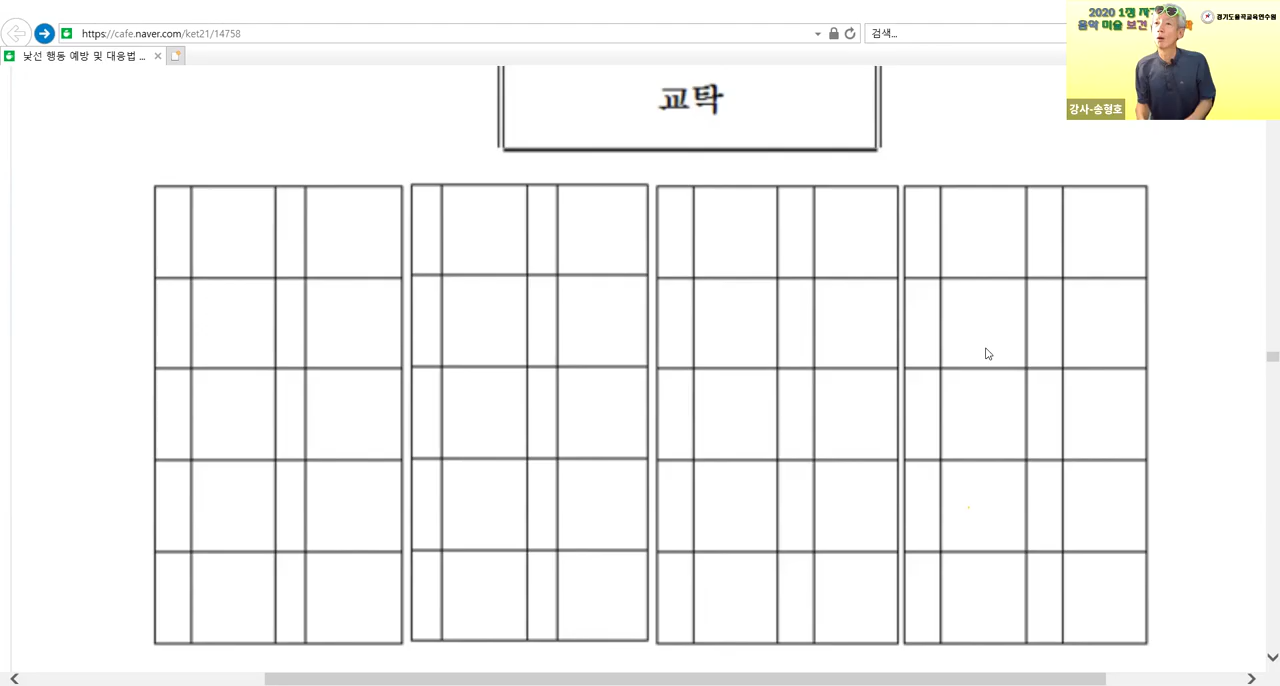 https://cafe.naver.com/ket21/14758
검색...
낯선 행동 예방 및 대응법 ...
교탁
2020 1정
음악 미술 보건
경기도율곡교육연수원
강사-송형호